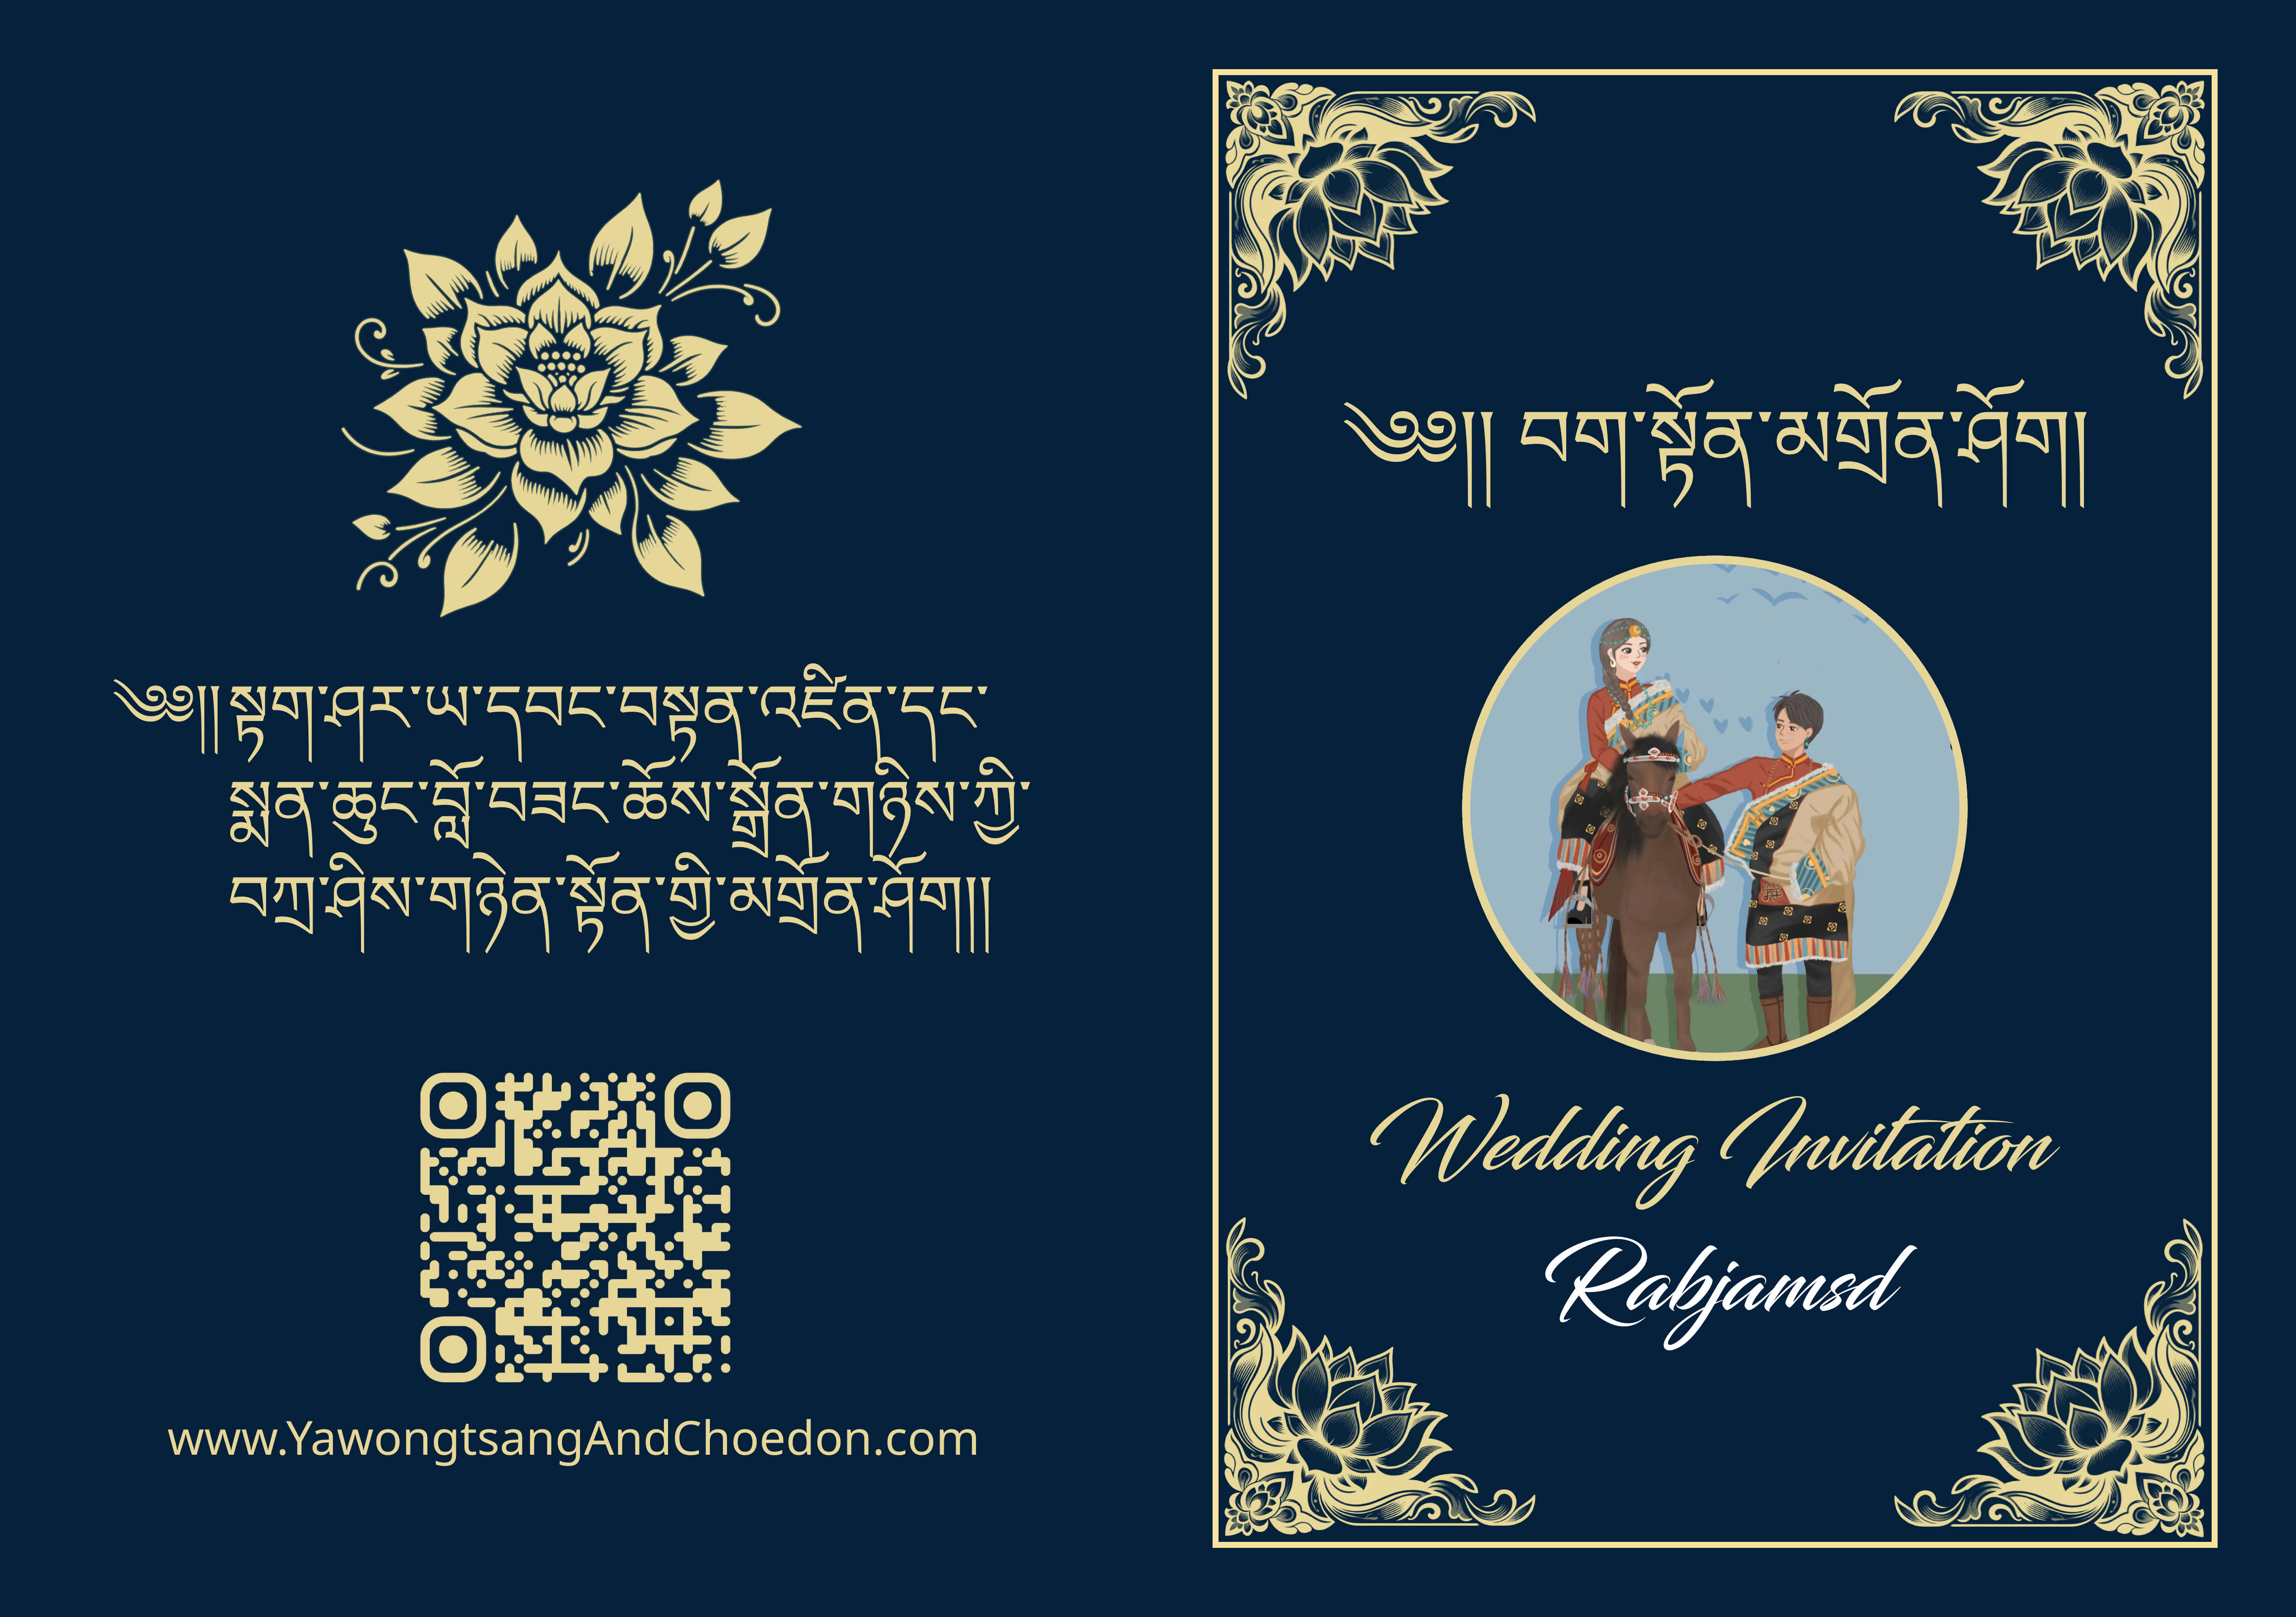 ༄༅།། སྟག་ཤར་ཡ་དབང་བསྟན་འཛིན་དང་
སྨན་ཆུང་བློ་བཟང་ཆོས་སྒྲོན་གཉིས་ཀྱི་
བཀྲ་ཤིས་གཉེན་སྟོན་གྱི་མགྲོན་ཤོག།།
www.YawongtsangAndChoedon.com
༄༅།། བག་སྟོན་མགྲོན་ཤོག།
Wedding Invitation
Rabjamsd